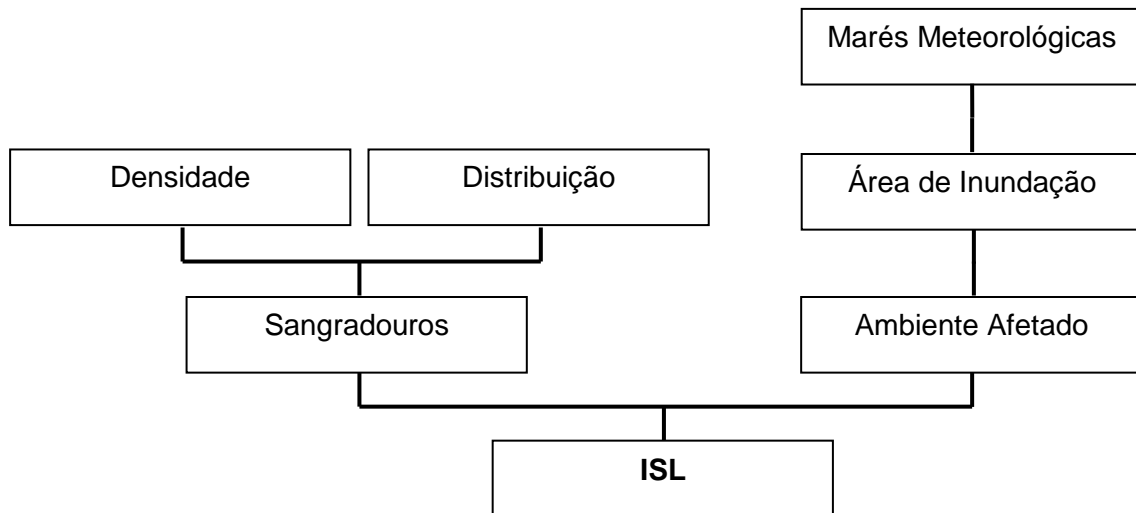 Marés Meteorológicas
Densidade
Distribuição
Área de Inundação
Sangradouros
Ambiente Afetado
ISL